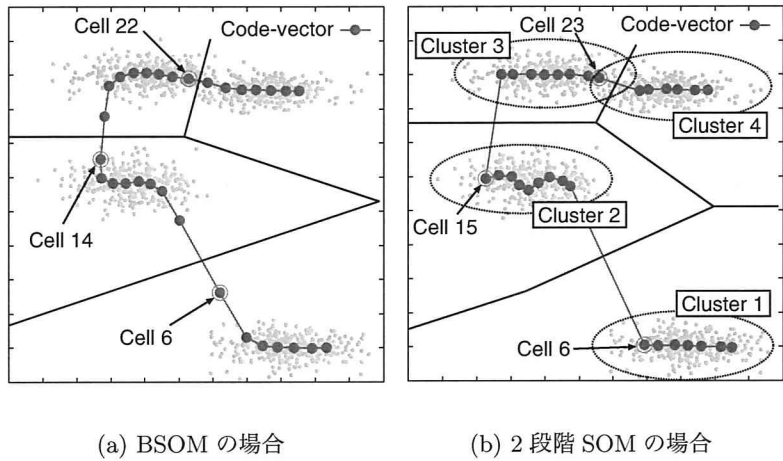 Cell 22
Code-vector
Cell 14
Cell 6
Cell 23
Code-vector
Cluster 3
Cluster 4
Cluster 2
Cell 15
Cluster 1
Cell 6
(a) BSOM の場合
(b) 2 段階 SOM の場合